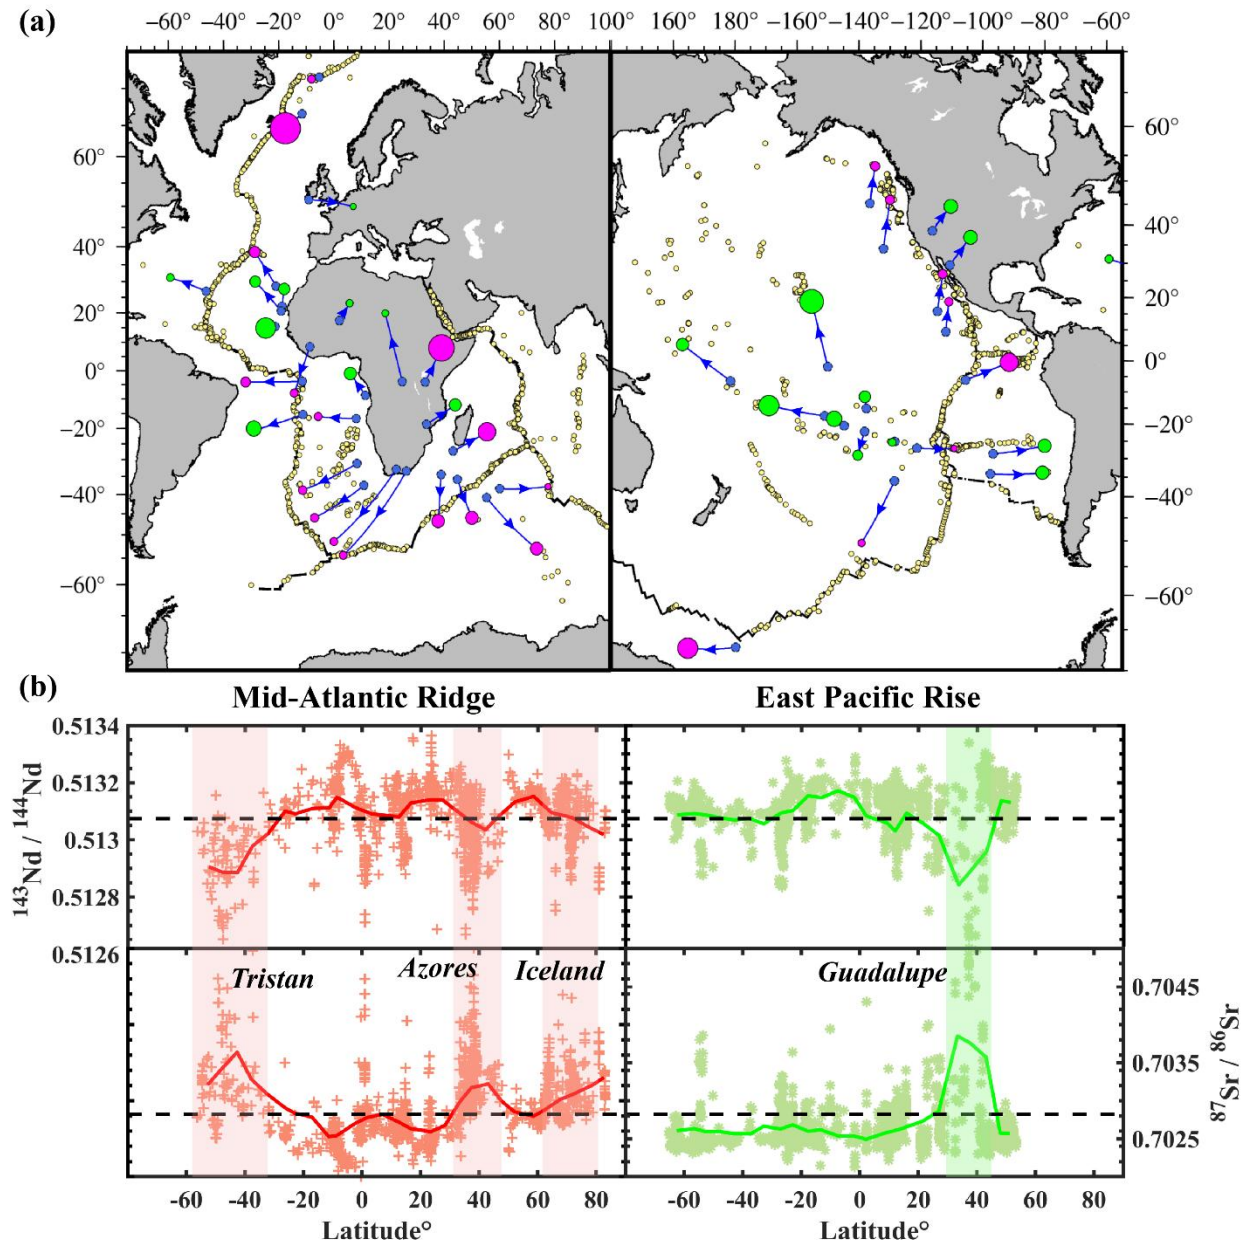 (a)
−60° −40° −20° 0° 20° 40° 60° 80° 100°
160° −160° −140° −120° −100° −80° −60°
60°
40°
20°
0°
−20°
−40°
−60°
60°
40°
20°
0°
−20°
−40°
−60°
(b)
Mid-Atlantic Ridge
East Pacific Rise
0.5134
0.5132
0.513
0.5128
0.5126
143Nd / 144Nd
Tristan
Azores
Iceland
Guadalupe
0.7045
0.7035
0.7025
87Sr / 86Sr
-60 -40 -20 0 20 40 60 80
-60 -40 -20 0 20 40 60 80
Latitude°
Latitude°